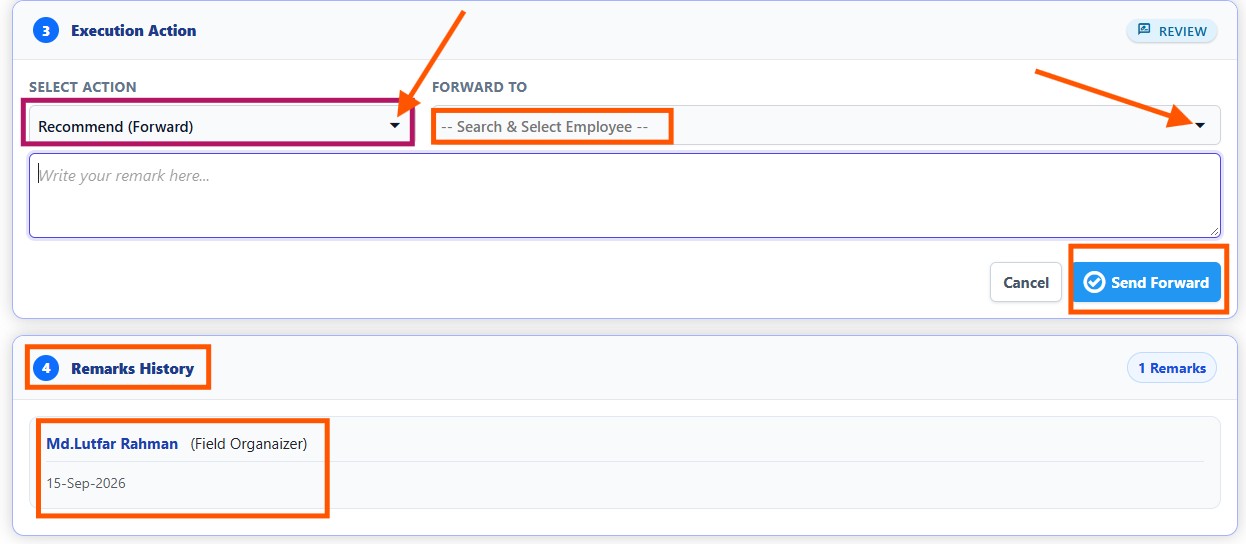 3 Execution Action
REVIEW
SELECT ACTION
FORWARD TO
Recommend (Forward)
-- Search & Select Employee --
Write your remark here...
Cancel
Send Forward
4 Remarks History
1 Remarks
Md.Lutfar Rahman (Field Organaizer)
15-Sep-2026